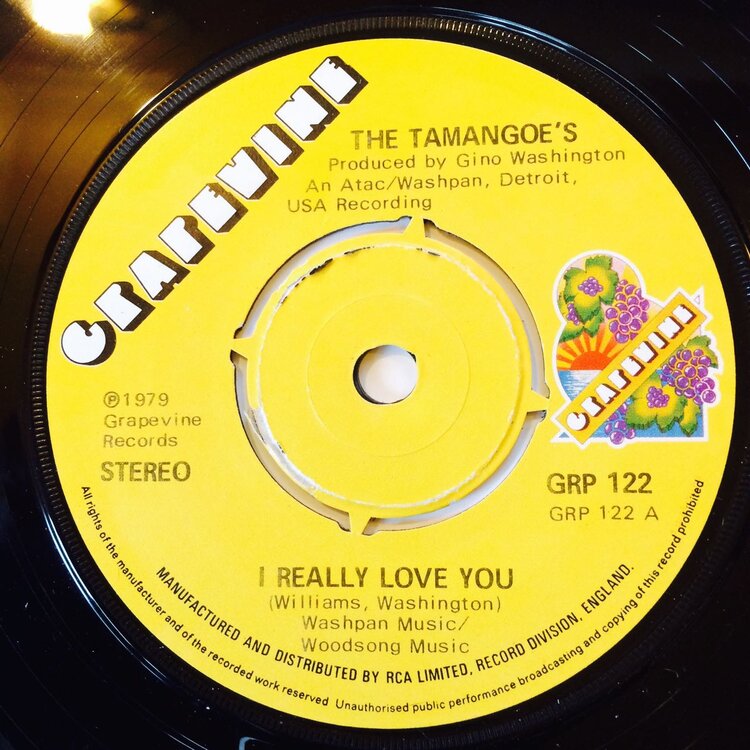 GRAPEVINE
THE TAMANGOE'S
Produced by Gino Washington
An Atac/Washpan, Detroit,
USA Recording
GRAPEVINE
℗1979
Grapevine
Records
STEREO
GRP 122
GRP 122 A
I REALLY LOVE YOU
(Williams, Washington)
Washpan Music/
Woodsong Music
MANUFACTURED AND DISTRIBUTED BY RCA LIMITED, RECORD DIVISION, ENGLAND.
All rights of the manufacturer and of the recorded work reserved Unauthorised public performance broadcasting and copying of this record prohibited